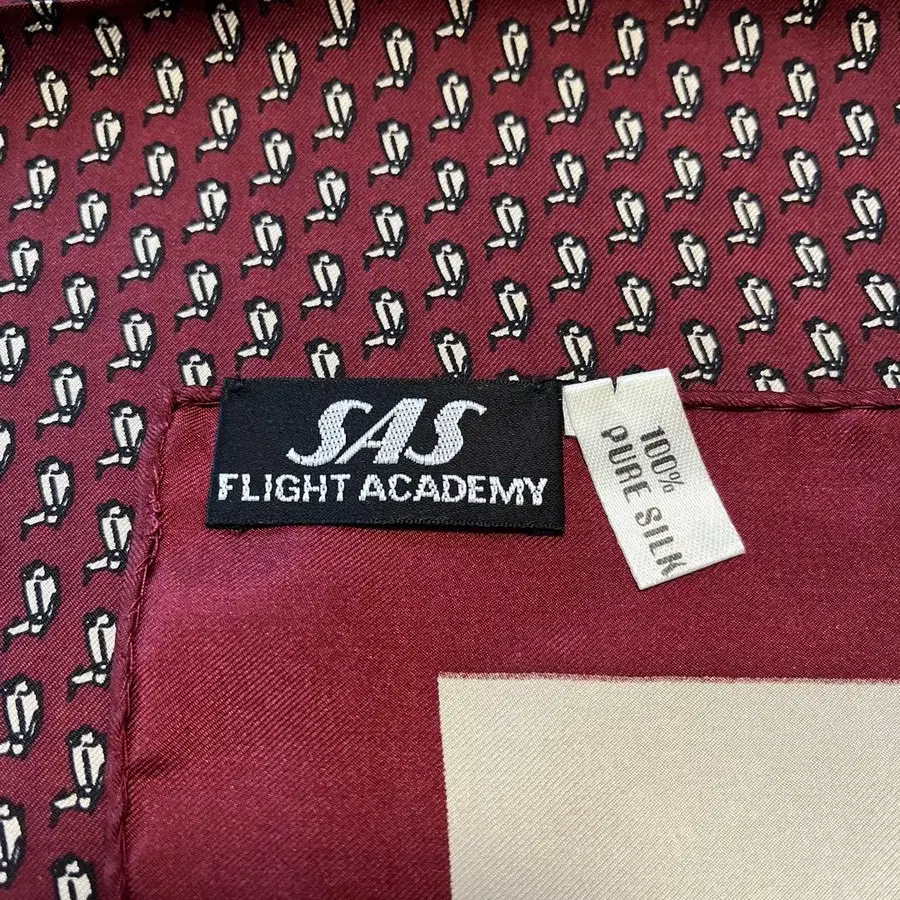 SAS
FLIGHT ACADEMY
100%
PURE SILK